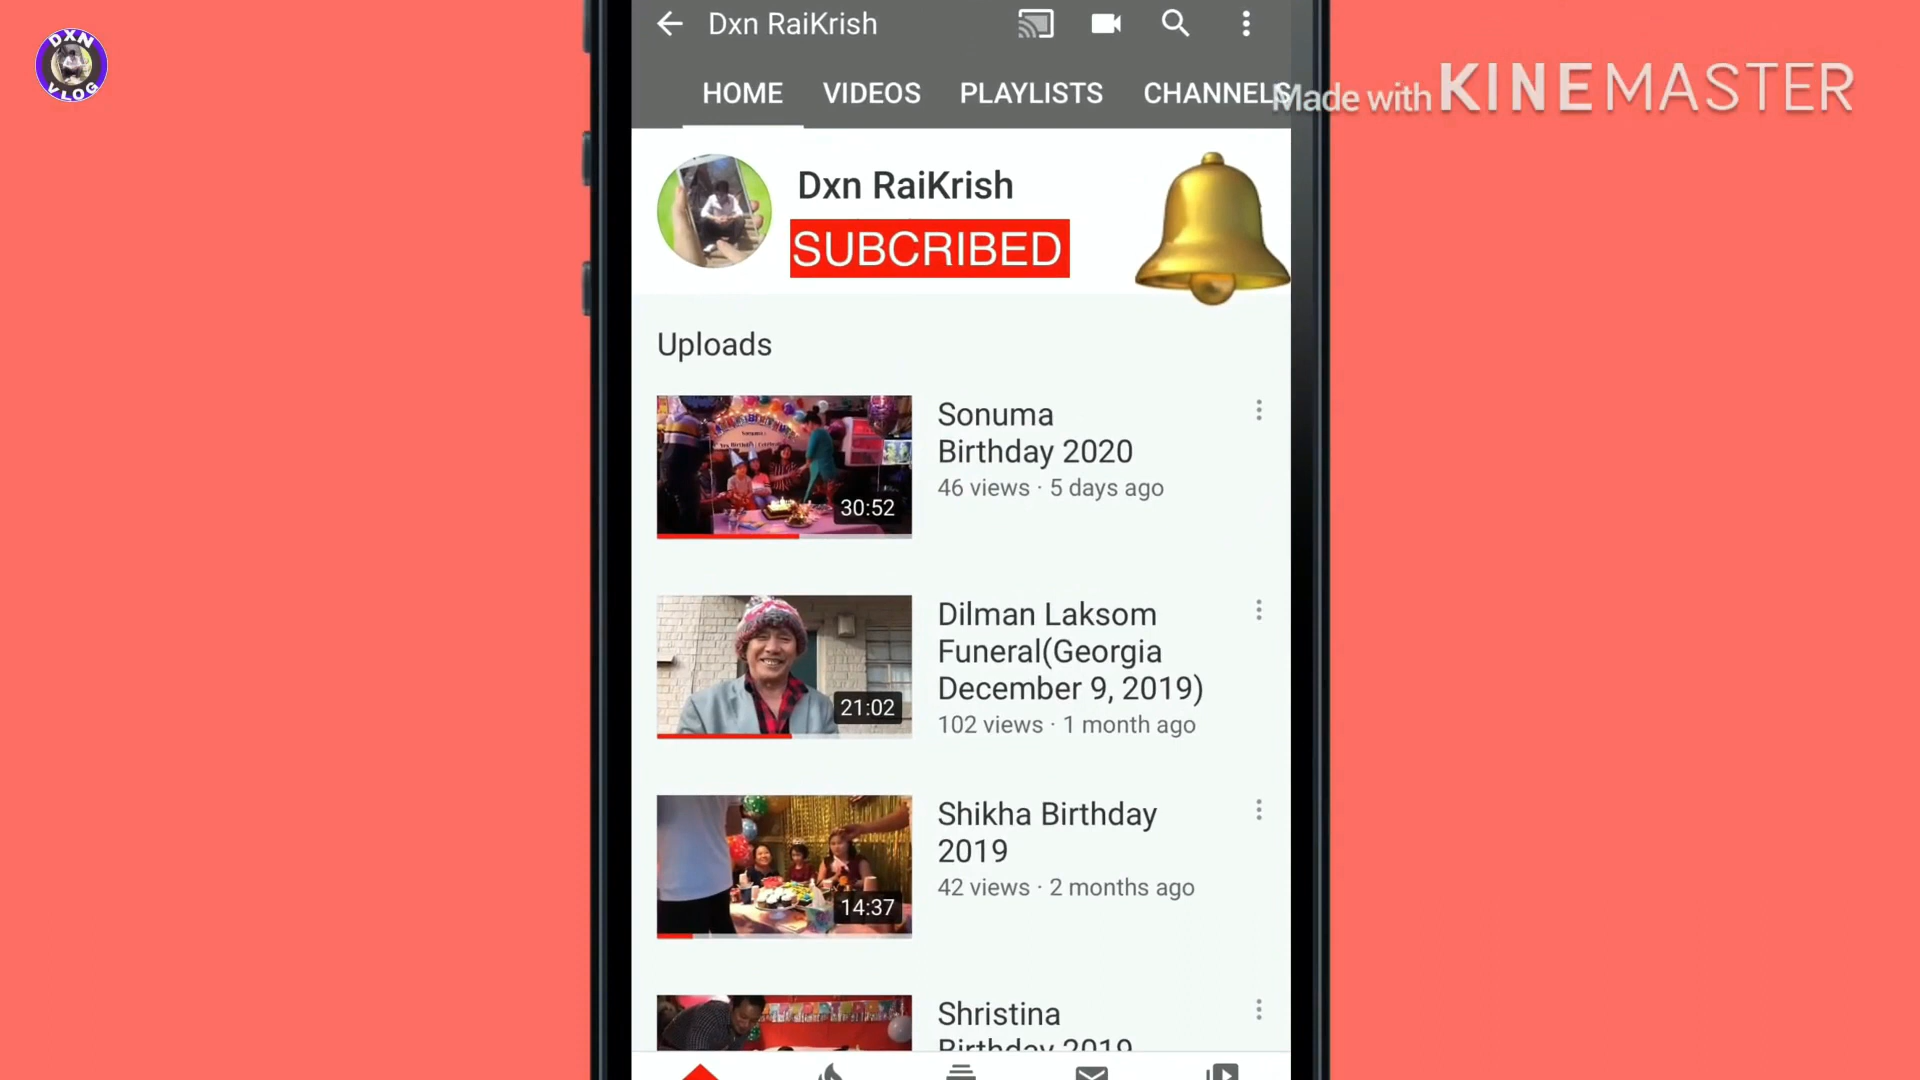 DXN
VLOG
Dxn RaiKrish
HOME VIDEOS PLAYLISTS CHANNELS
Made with KINEMASTER
Dxn RaiKrish
SUBCRIBED
Uploads
Sonuma
Birthday 2020
46 views · 5 days ago
30:52
Dilman Laksom
Funeral(Georgia
December 9, 2019)
102 views · 1 month ago
21:02
Shikha Birthday
2019
42 views · 2 months ago
14:37
Shristina
Birthday 2019